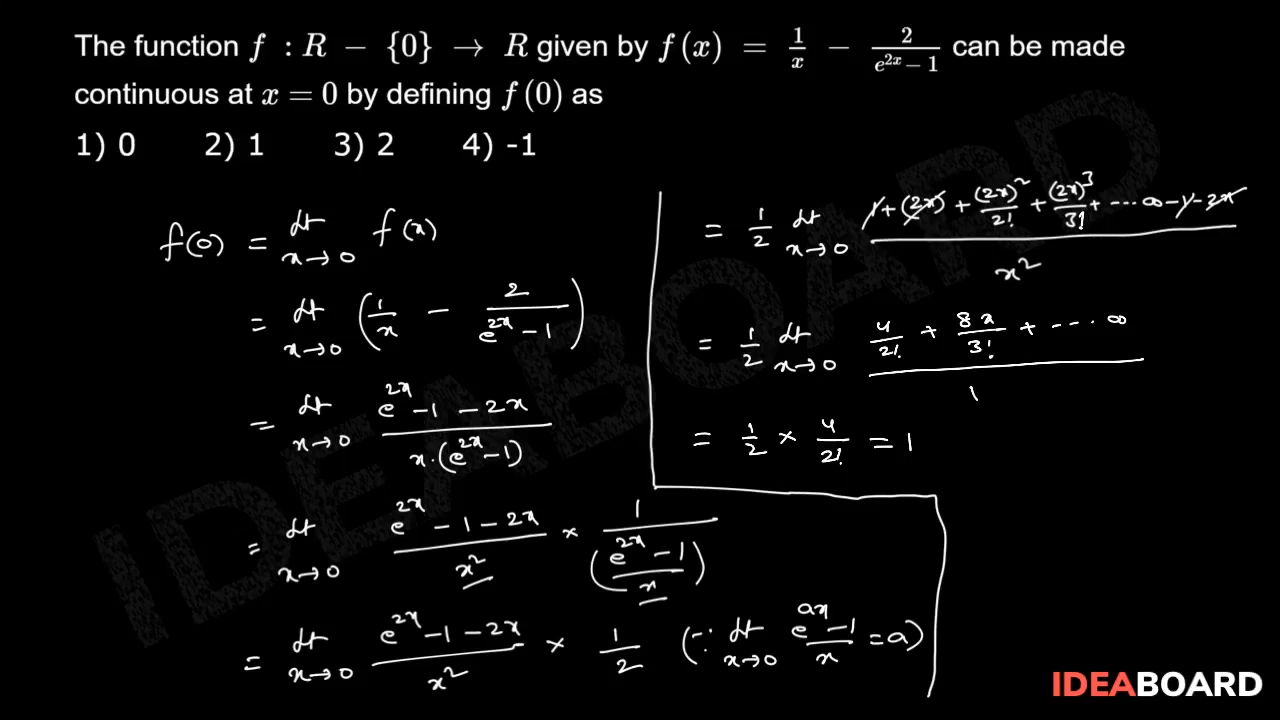 The function f : R − {0} → R given by f(x) = 1/x − 2/(e^{2x} − 1) can be made
continuous at x = 0 by defining f(0) as
1) 0 2) 1 3) 2 4) -1
f(0) = lt_{x→0} f(x)
= lt_{x→0} (1/x − 2/(e^{2x} − 1))
= lt_{x→0} (e^{2x} − 1 − 2x)/(x·(e^{2x} − 1))
= lt_{x→0} (e^{2x} − 1 − 2x)/x² × 1/((e^{2x} − 1)/x)
= lt_{x→0} (e^{2x} − 1 − 2x)/x² × 1/2 (∵ lt_{x→0} (e^{ax} − 1)/x = a)
= 1/2 lt_{x→0} (1 + (2x) + (2x)²/2! + (2x)³/3! + ---- ∞ − 1 − 2x)/x²
= 1/2 lt_{x→0} (4/2! + 8x/3! + ---- ∞)/1
= 1/2 × 4/2! = 1
IDEABOARD
IDEABOARD